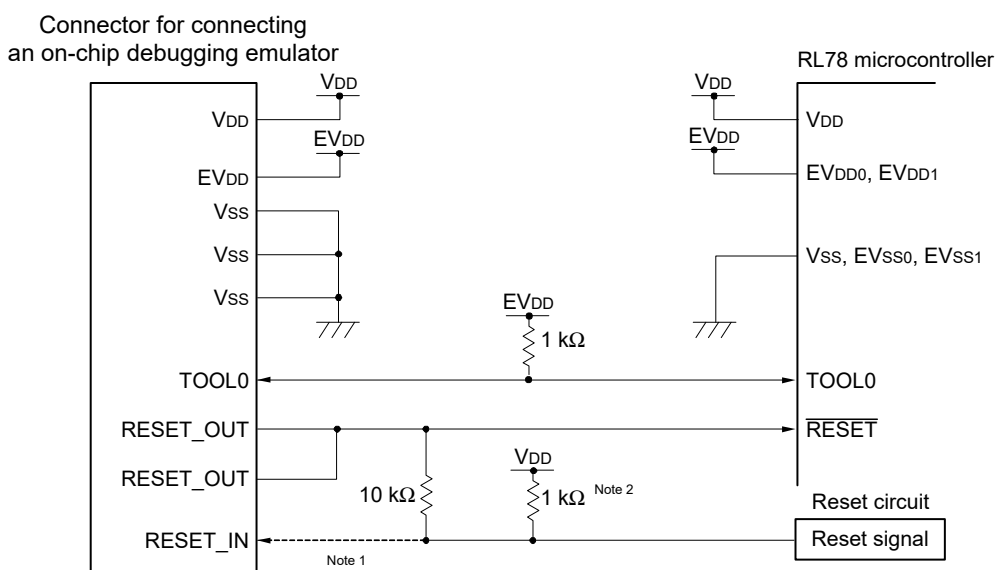 Connector for connecting
an on-chip debugging emulator
RL78 microcontroller
VDD
VDD
VDD
VDD
EVDD
EVDD
EVDD
EVDD0, EVDD1
VSS
VSS
VSS, EVSS0, EVSS1
VSS
EVDD
1 kΩ
TOOL0
TOOL0
RESET_OUT
RESET
RESET_OUT
VDD
10 kΩ
1 kΩ Note 2
Reset circuit
RESET_IN
Reset signal
Note 1